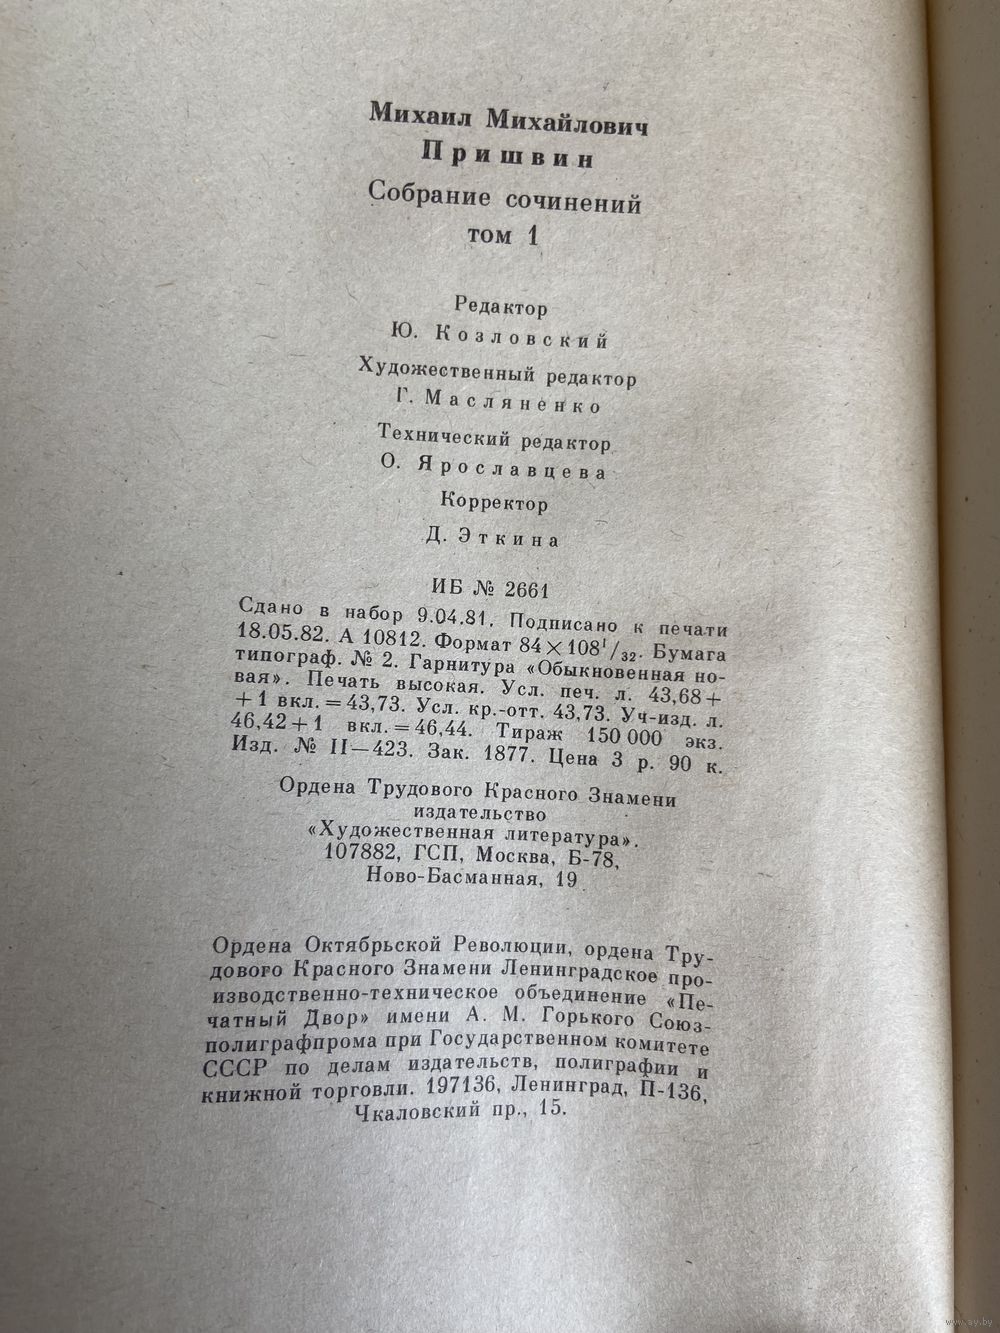 Михаил Михайлович
Пришвин
Собрание сочинений
том 1
Редактор
Ю. Козловский
Художественный редактор
Г. Масляненко
Технический редактор
О. Ярославцева
Корректор
Д. Эткина
ИБ № 2661
Сдано в набор 9.04.81. Подписано к печати
18.05.82. А 10812. Формат 84×108¹/₃₂. Бумага
типограф. № 2. Гарнитура «Обыкновенная но-
вая». Печать высокая. Усл. печ. л. 43,68+
+1 вкл.=43,73. Усл. кр.-отт. 43,73. Уч-изд. л.
46,42+1 вкл.=46,44. Тираж 150 000 экз.
Изд. № II—423. Зак. 1877. Цена 3 р. 90 к.
Ордена Трудового Красного Знамени
издательство
«Художественная литература».
107882, ГСП, Москва, Б-78,
Ново-Басманная, 19
Ордена Октябрьской Революции, ордена Тру-
дового Красного Знамени Ленинградское про-
изводственно-техническое объединение «Пе-
чатный Двор» имени А. М. Горького Союз-
полиграфпрома при Государственном комитете
СССР по делам издательств, полиграфии и
книжной торговли. 197136, Ленинград, П-136,
Чкаловский пр., 15.
www.ay.by